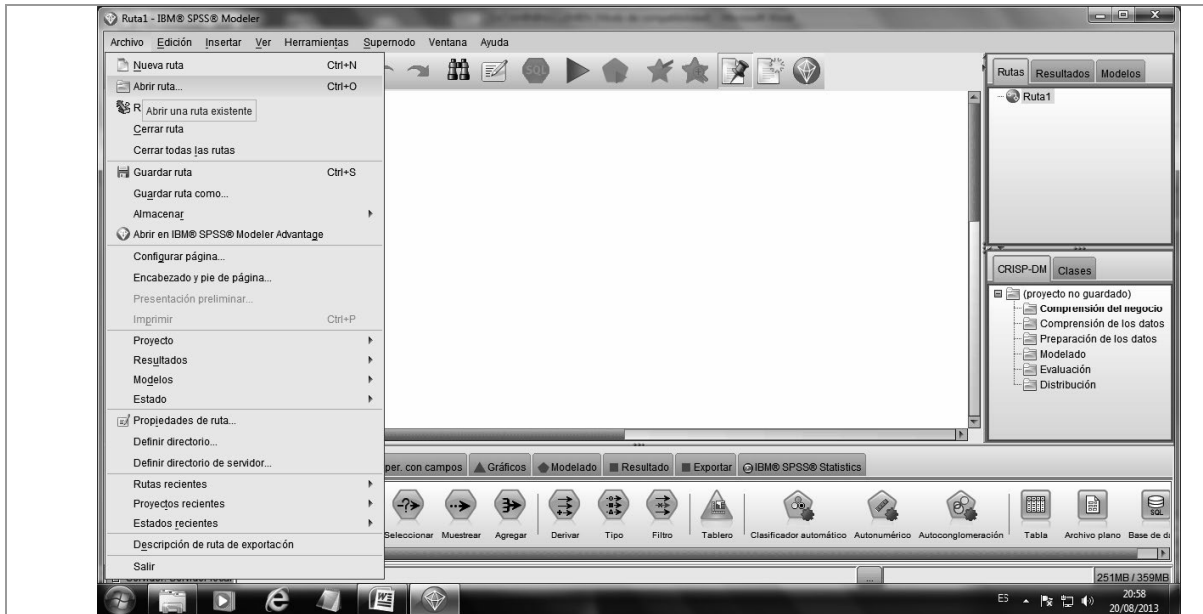 Ruta1 - IBM® SPSS® Modeler
Archivo Edición Insertar Ver Herramientas Supernodo Ventana Ayuda
Nueva ruta Ctrl+N
Abrir ruta... Ctrl+O
R
Abrir una ruta existente
Cerrar ruta
Cerrar todas las rutas
Guardar ruta Ctrl+S
Guardar ruta como...
Almacenar
Abrir en IBM® SPSS® Modeler Advantage
Configurar página...
Encabezado y pie de página...
Presentación preliminar...
Imprimir Ctrl+P
Proyecto
Resultados
Modelos
Estado
Propiedades de ruta...
Definir directorio...
Definir directorio de servidor...
Rutas recientes
Proyectos recientes
Estados recientes
Descripción de ruta de exportacón
Salir
SQL
Rutas Resultados Modelos
Ruta1
CRISP-DM Clases
(proyecto no guardado)
Comprensión del negocio
Comprensión de los datos
Preparación de los datos
Modelado
Evaluación
Distribución
per. con campos Gráficos Modelado Resultado Exportar IBM® SPSS® Statistics
SQL
Seleccionar Muestrear Agregar Derivar Tipo Filtro Tablero Clasificador automático Autonumérico Autoconglomeración Tabla Archivo plano Base de da
...
251MB / 359MB
ES
20:58
20/08/2013